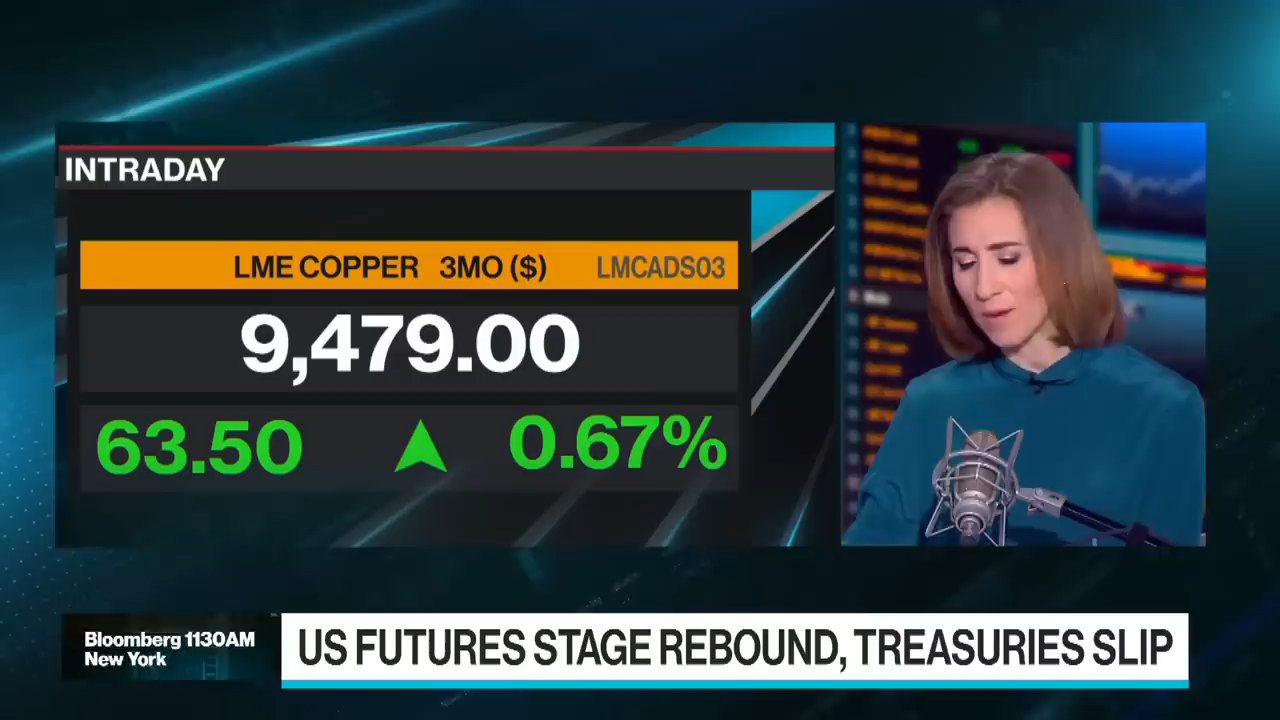 INTRADAY
LME COPPER 3MO ($) LMCADS03
9,479.00
63.50 ▲ 0.67%
Bloomberg 1130AM
New York
US FUTURES STAGE REBOUND, TREASURIES SLIP